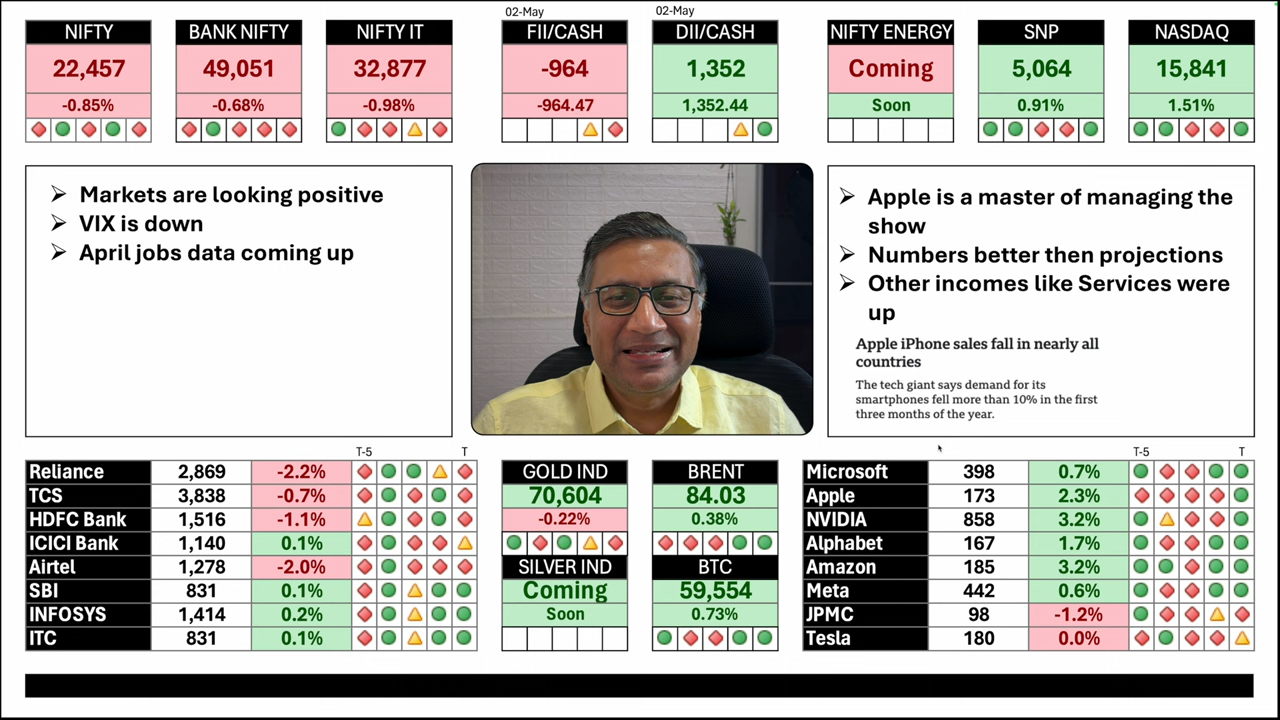 02-May
02-May
NIFTY
BANK NIFTY
NIFTY IT
FII/CASH
DII/CASH
NIFTY ENERGY
SNP
NASDAQ
22,457
49,051
32,877
-964
1,352
Coming
5,064
15,841
-0.85%
-0.68%
-0.98%
-964.47
1,352.44
Soon
0.91%
1.51%
Markets are looking positive
VIX is down
April jobs data coming up
Apple is a master of managing the
show
Numbers better then projections
Other incomes like Services were
up
Apple iPhone sales fall in nearly all
countries
The tech giant says demand for its
smartphones fell more than 10% in the first
three months of the year.
T-5 T
Reliance 2,869 -2.2%
TCS 3,838 -0.7%
HDFC Bank 1,516 -1.1%
ICICI Bank 1,140 0.1%
Airtel 1,278 -2.0%
SBI 831 0.1%
INFOSYS 1,414 0.2%
ITC 831 0.1%
GOLD IND
70,604
-0.22%
SILVER IND
Coming
Soon
BRENT
84.03
0.38%
BTC
59,554
0.73%
T-5 T
Microsoft 398 0.7%
Apple 173 2.3%
NVIDIA 858 3.2%
Alphabet 167 1.7%
Amazon 185 3.2%
Meta 442 0.6%
JPMC 98 -1.2%
Tesla 180 0.0%